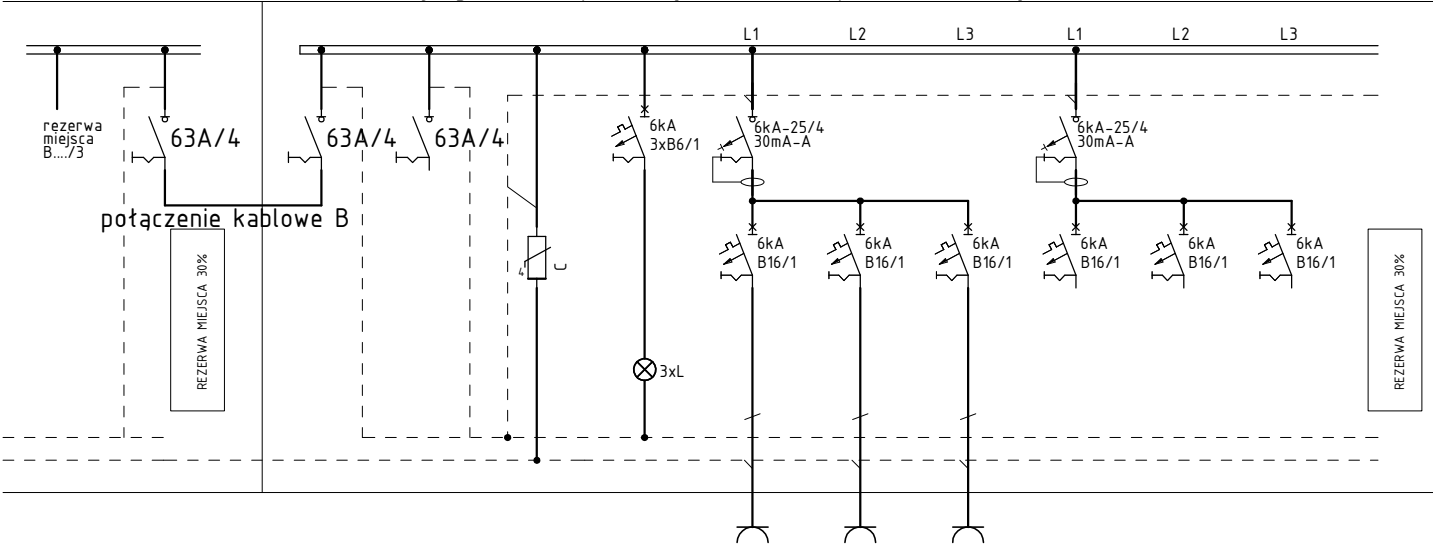 L1
L2
L3
L1
L2
L3
rezerwa
miejsca
B..../3
63A/4
63A/4
63A/4
6kA
3xB6/1
6kA-25/4
30mA-A
6kA-25/4
30mA-A
połączenie kablowe B
6kA
B16/1
6kA
B16/1
6kA
B16/1
6kA
B16/1
6kA
B16/1
6kA
B16/1
4
C
REZERWA MIEJSCA 30%
REZERWA MIEJSCA 30%
3xL